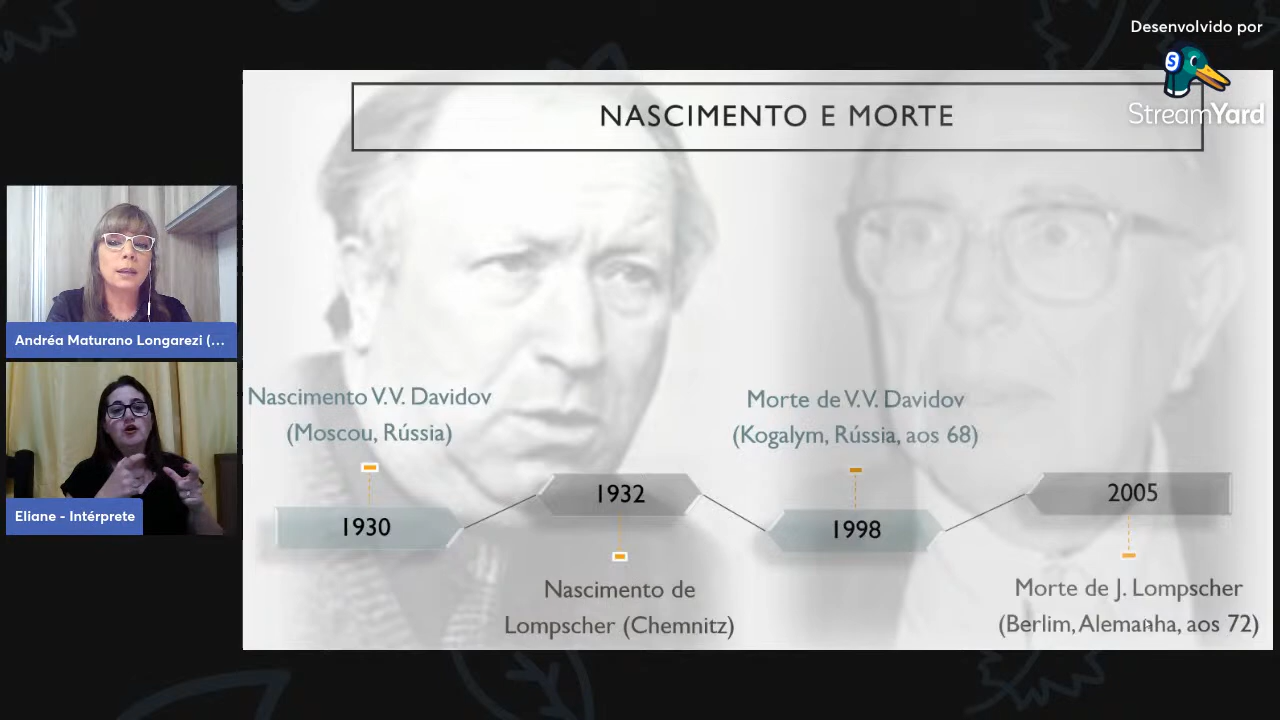 Desenvolvido por
StreamYard
NASCIMENTO E MORTE
Andréa Maturano Longarezi (...
Eliane - Intérprete
Nascimento V.V. Davidov
(Moscou, Rússia)
1930
1932
Nascimento de
Lompscher (Chemnitz)
Morte de V.V. Davidov
(Kogalym, Rússia, aos 68)
1998
2005
Morte de J. Lompscher
(Berlim, Alemanha, aos 72)